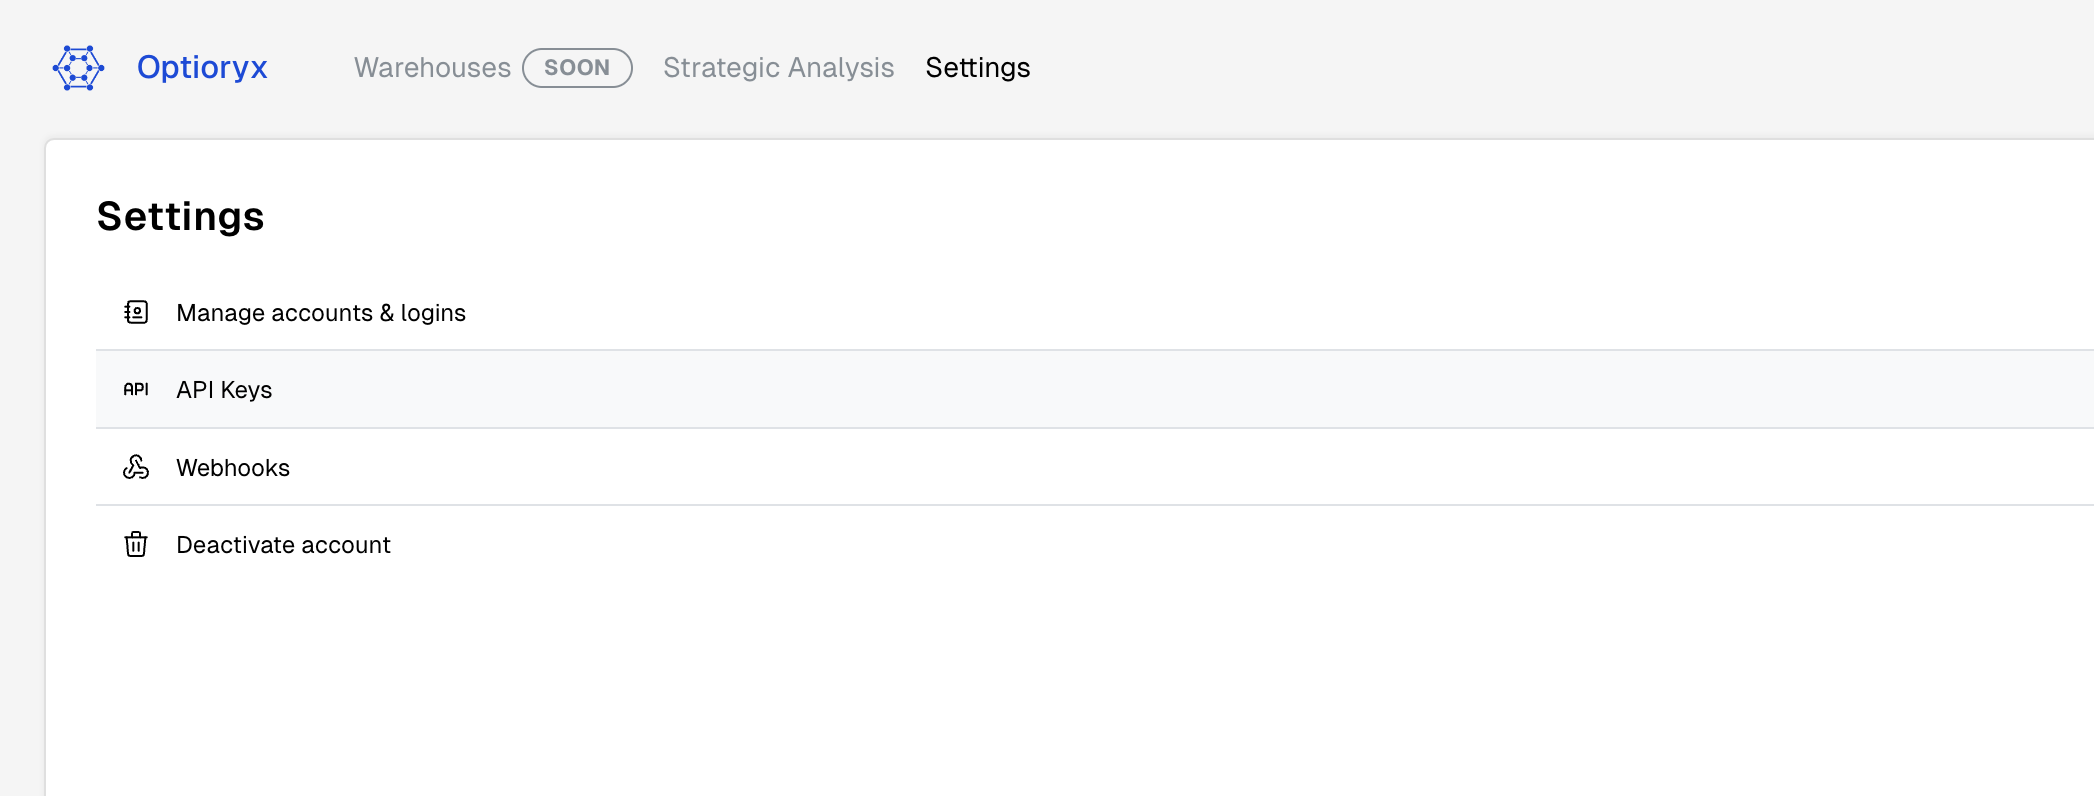 Optioryx Warehouses SOON Strategic Analysis Settings
Settings
Manage accounts & logins
API API Keys
Webhooks
Deactivate account